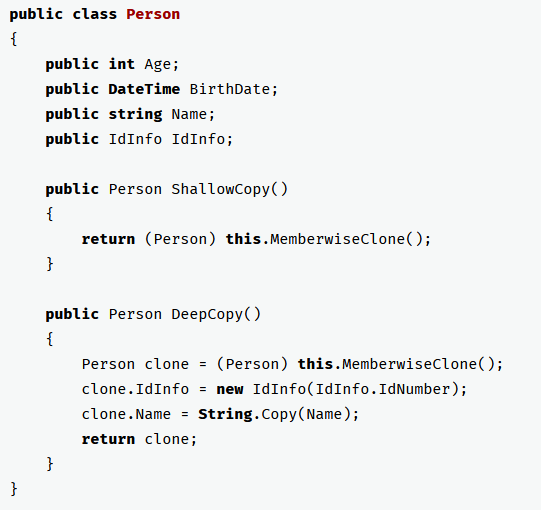 public class Person
{
    public int Age;
    public DateTime BirthDate;
    public string Name;
    public IdInfo IdInfo;

    public Person ShallowCopy()
    {
        return (Person) this.MemberwiseClone();
    }

    public Person DeepCopy()
    {
        Person clone = (Person) this.MemberwiseClone();
        clone.IdInfo = new IdInfo(IdInfo.IdNumber);
        clone.Name = String.Copy(Name);
        return clone;
    }
}